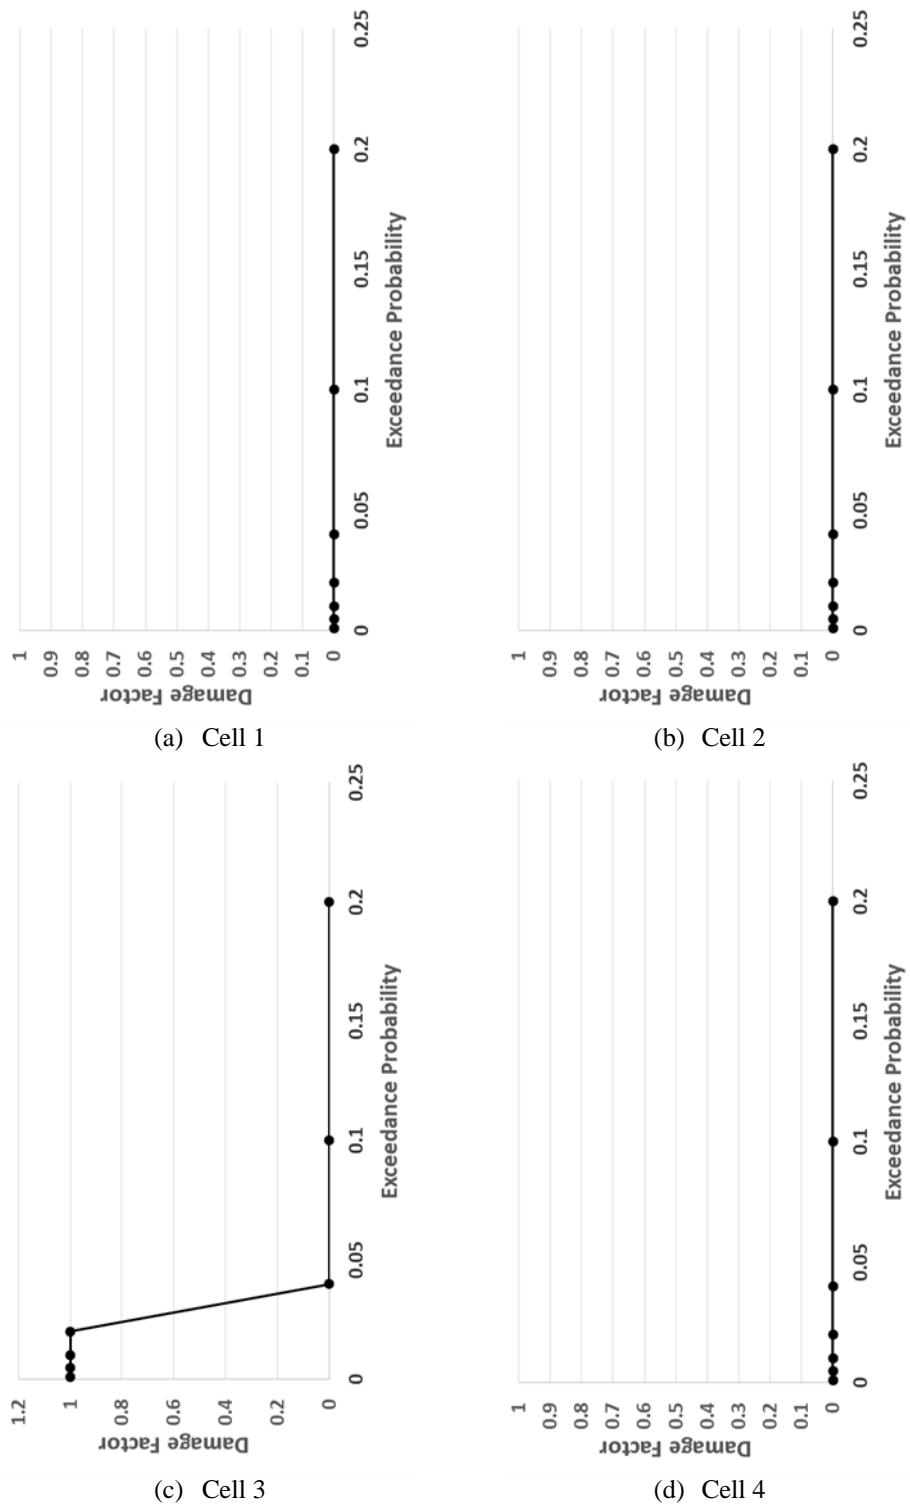 1
0.9
0.8
0.7
0.6
0.5
0.4
0.3
0.2
0.1
0
Damage Factor
0 0.05 0.1 0.15 0.2 0.25
Exceedance Probability
(a) Cell 1
1
0.9
0.8
0.7
0.6
0.5
0.4
0.3
0.2
0.1
0
Damage Factor
0 0.05 0.1 0.15 0.2 0.25
Exceedance Probability
(b) Cell 2
1.2
1
0.8
0.6
0.4
0.2
0
Damage Factor
0 0.05 0.1 0.15 0.2 0.25
Exceedance Probability
(c) Cell 3
1
0.9
0.8
0.7
0.6
0.5
0.4
0.3
0.2
0.1
0
Damage Factor
0 0.05 0.1 0.15 0.2 0.25
Exceedance Probability
(d) Cell 4